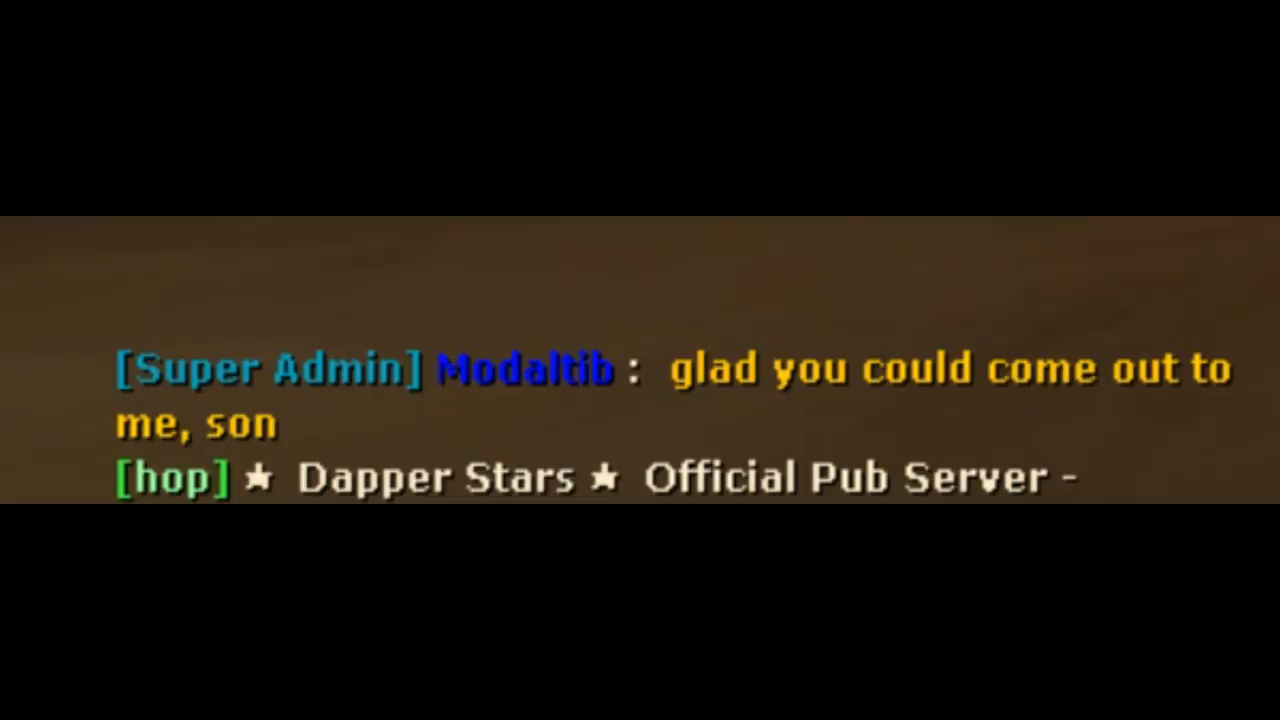 [Super Admin] Modaltib :  glad you could come out to
me, son
[hop] ★  Dapper Stars ★  Official Pub Server -